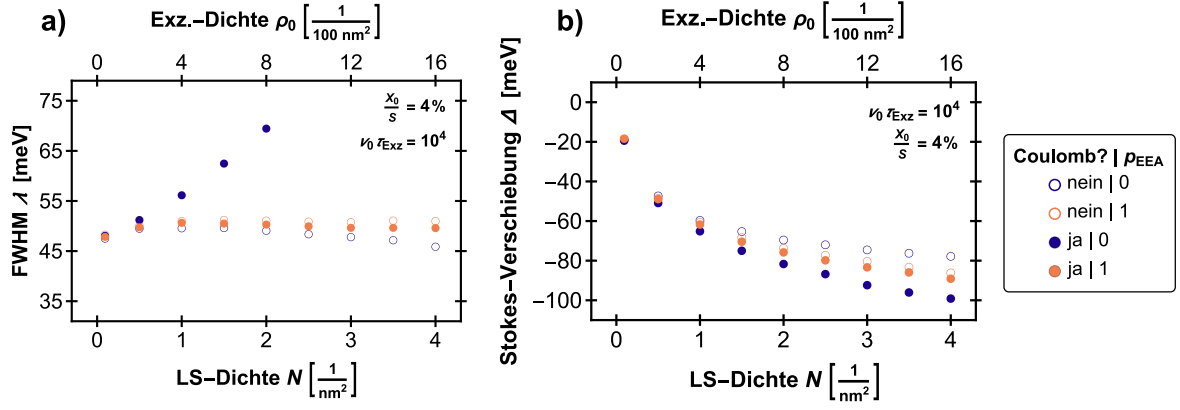 a)
Exz.–Dichte ρ0 [1/100 nm²]
0 4 8 12 16
75
65
55
45
35
FWHM λ [meV]
x0/s = 4%
ν0 τExz = 10⁴
0 1 2 3 4
LS–Dichte N [1/nm²]
b)
Exz.–Dichte ρ0 [1/100 nm²]
0 4 8 12 16
0
−20
−40
−60
−80
−100
Stokes–Verschiebung Δ [meV]
ν0 τExz = 10⁴
x0/s = 4%
0 1 2 3 4
LS–Dichte N [1/nm²]
Coulomb? | pEEA
nein | 0
nein | 1
ja | 0
ja | 1